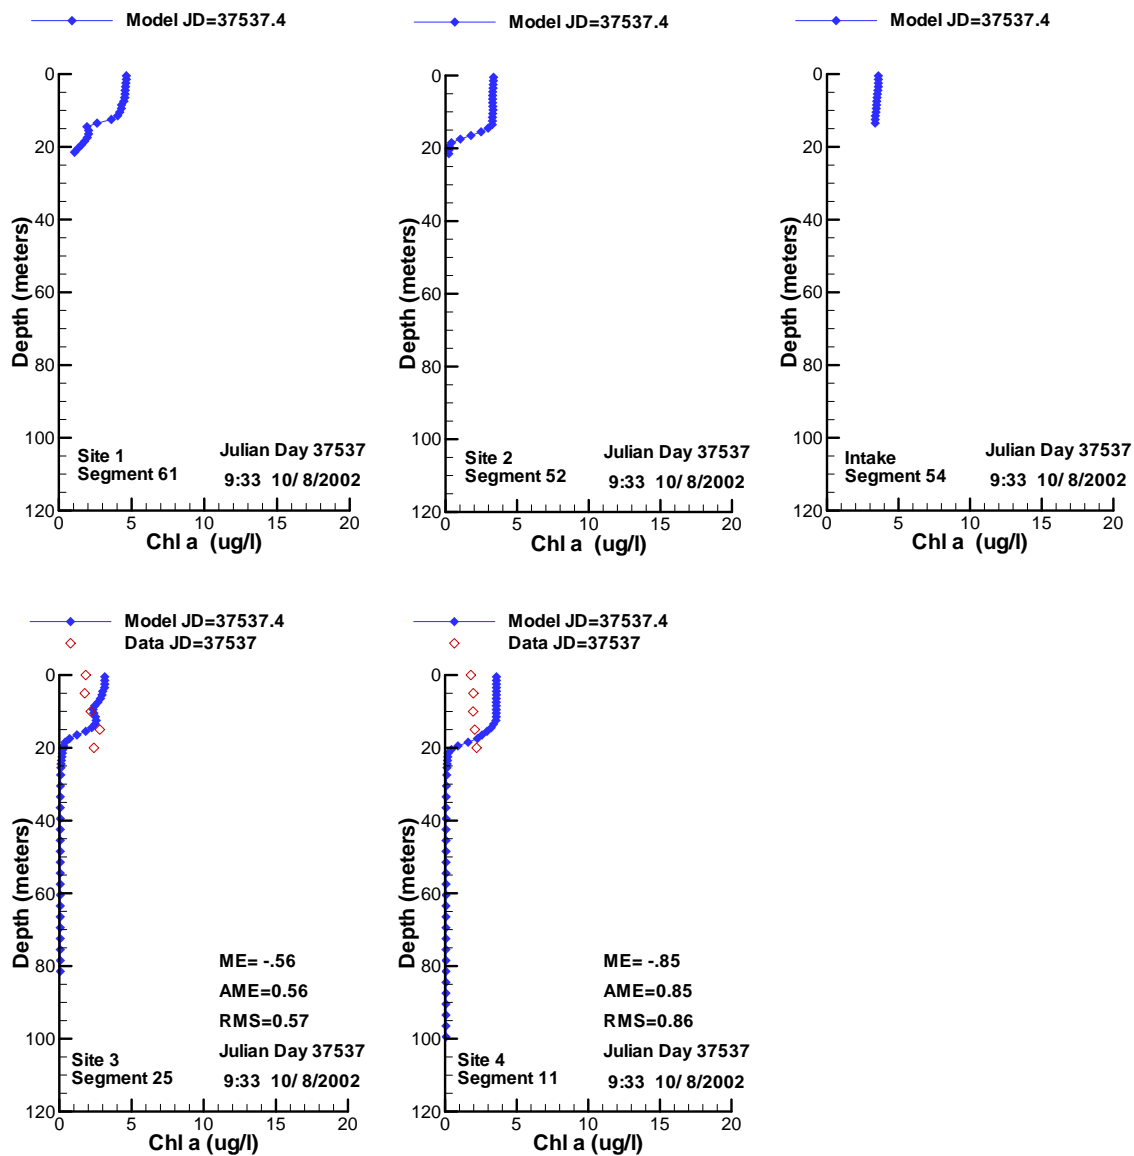 Model JD=37537.4
0
20
40
60
80
100
120
Depth (meters)
Site 1
Segment 61
Julian Day 37537
9:33 10/ 8/2002
0 5 10 15 20
Chl a (ug/l)
Model JD=37537.4
0
20
40
60
80
100
120
Depth (meters)
Site 2
Segment 52
Julian Day 37537
9:33 10/ 8/2002
0 5 10 15 20
Chl a (ug/l)
Model JD=37537.4
0
20
40
60
80
100
120
Depth (meters)
Intake
Segment 54
Julian Day 37537
9:33 10/ 8/2002
0 5 10 15 20
Chl a (ug/l)
Model JD=37537.4
Data JD=37537
0
20
40
60
80
100
120
Depth (meters)
ME= -.56
AME=0.56
RMS=0.57
Site 3
Segment 25
Julian Day 37537
9:33 10/ 8/2002
0 5 10 15 20
Chl a (ug/l)
Model JD=37537.4
Data JD=37537
0
20
40
60
80
100
120
Depth (meters)
ME= -.85
AME=0.85
RMS=0.86
Site 4
Segment 11
Julian Day 37537
9:33 10/ 8/2002
0 5 10 15 20
Chl a (ug/l)